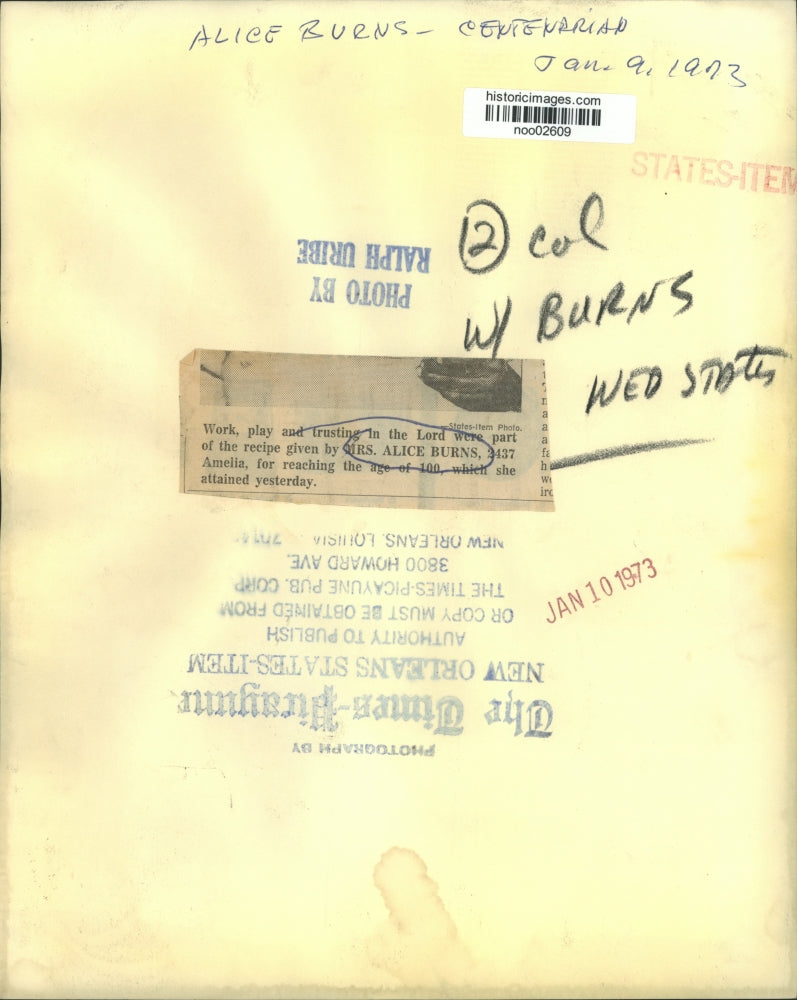 ALICE BURNS - CENTENARIAN
Jan. 9, 1973
historicimages.com
noo02609
STATES-ITEM
12 col
W/ BURNS
WED STATES
PHOTO BY
RALPH URIBE
States-Item Photo.
Work, play and trusting in the Lord were part
of the recipe given by MRS. ALICE BURNS, 2437
Amelia, for reaching the age of 100, which she
attained yesterday.
JAN 10 1973
PHOTOGRAPH BY
The Times-Picayune
NEW ORLEANS STATES-ITEM
AUTHORITY TO PUBLISH
OR COPY MUST BE OBTAINED FROM
THE TIMES-PICAYUNE PUB. CORP
3800 HOWARD AVE.
NEW ORLEANS, LOUISIA